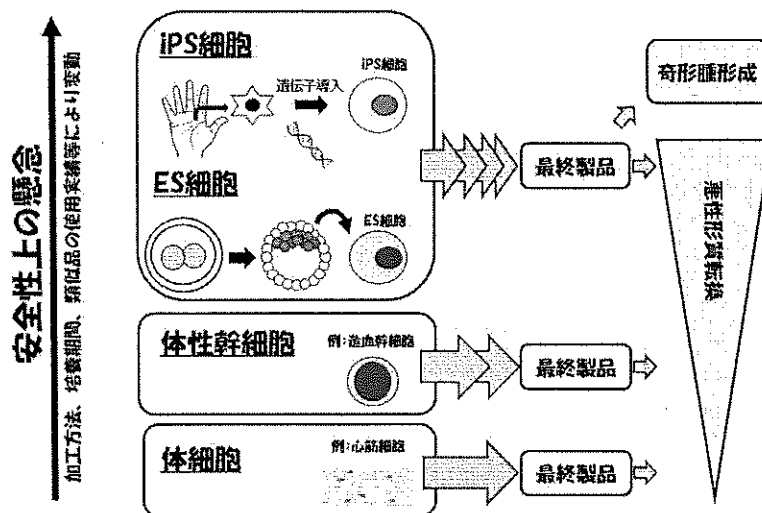 安全性上の懸念
加工方法、培養期間、類似品の使用実績等により変動
iPS細胞
iPS細胞
遺伝子導入
ES細胞
ES細胞
最終製品
奇形腫形成
悪性形質転換
体性幹細胞
例:造血幹細胞
最終製品
体細胞
例:心筋細胞
最終製品